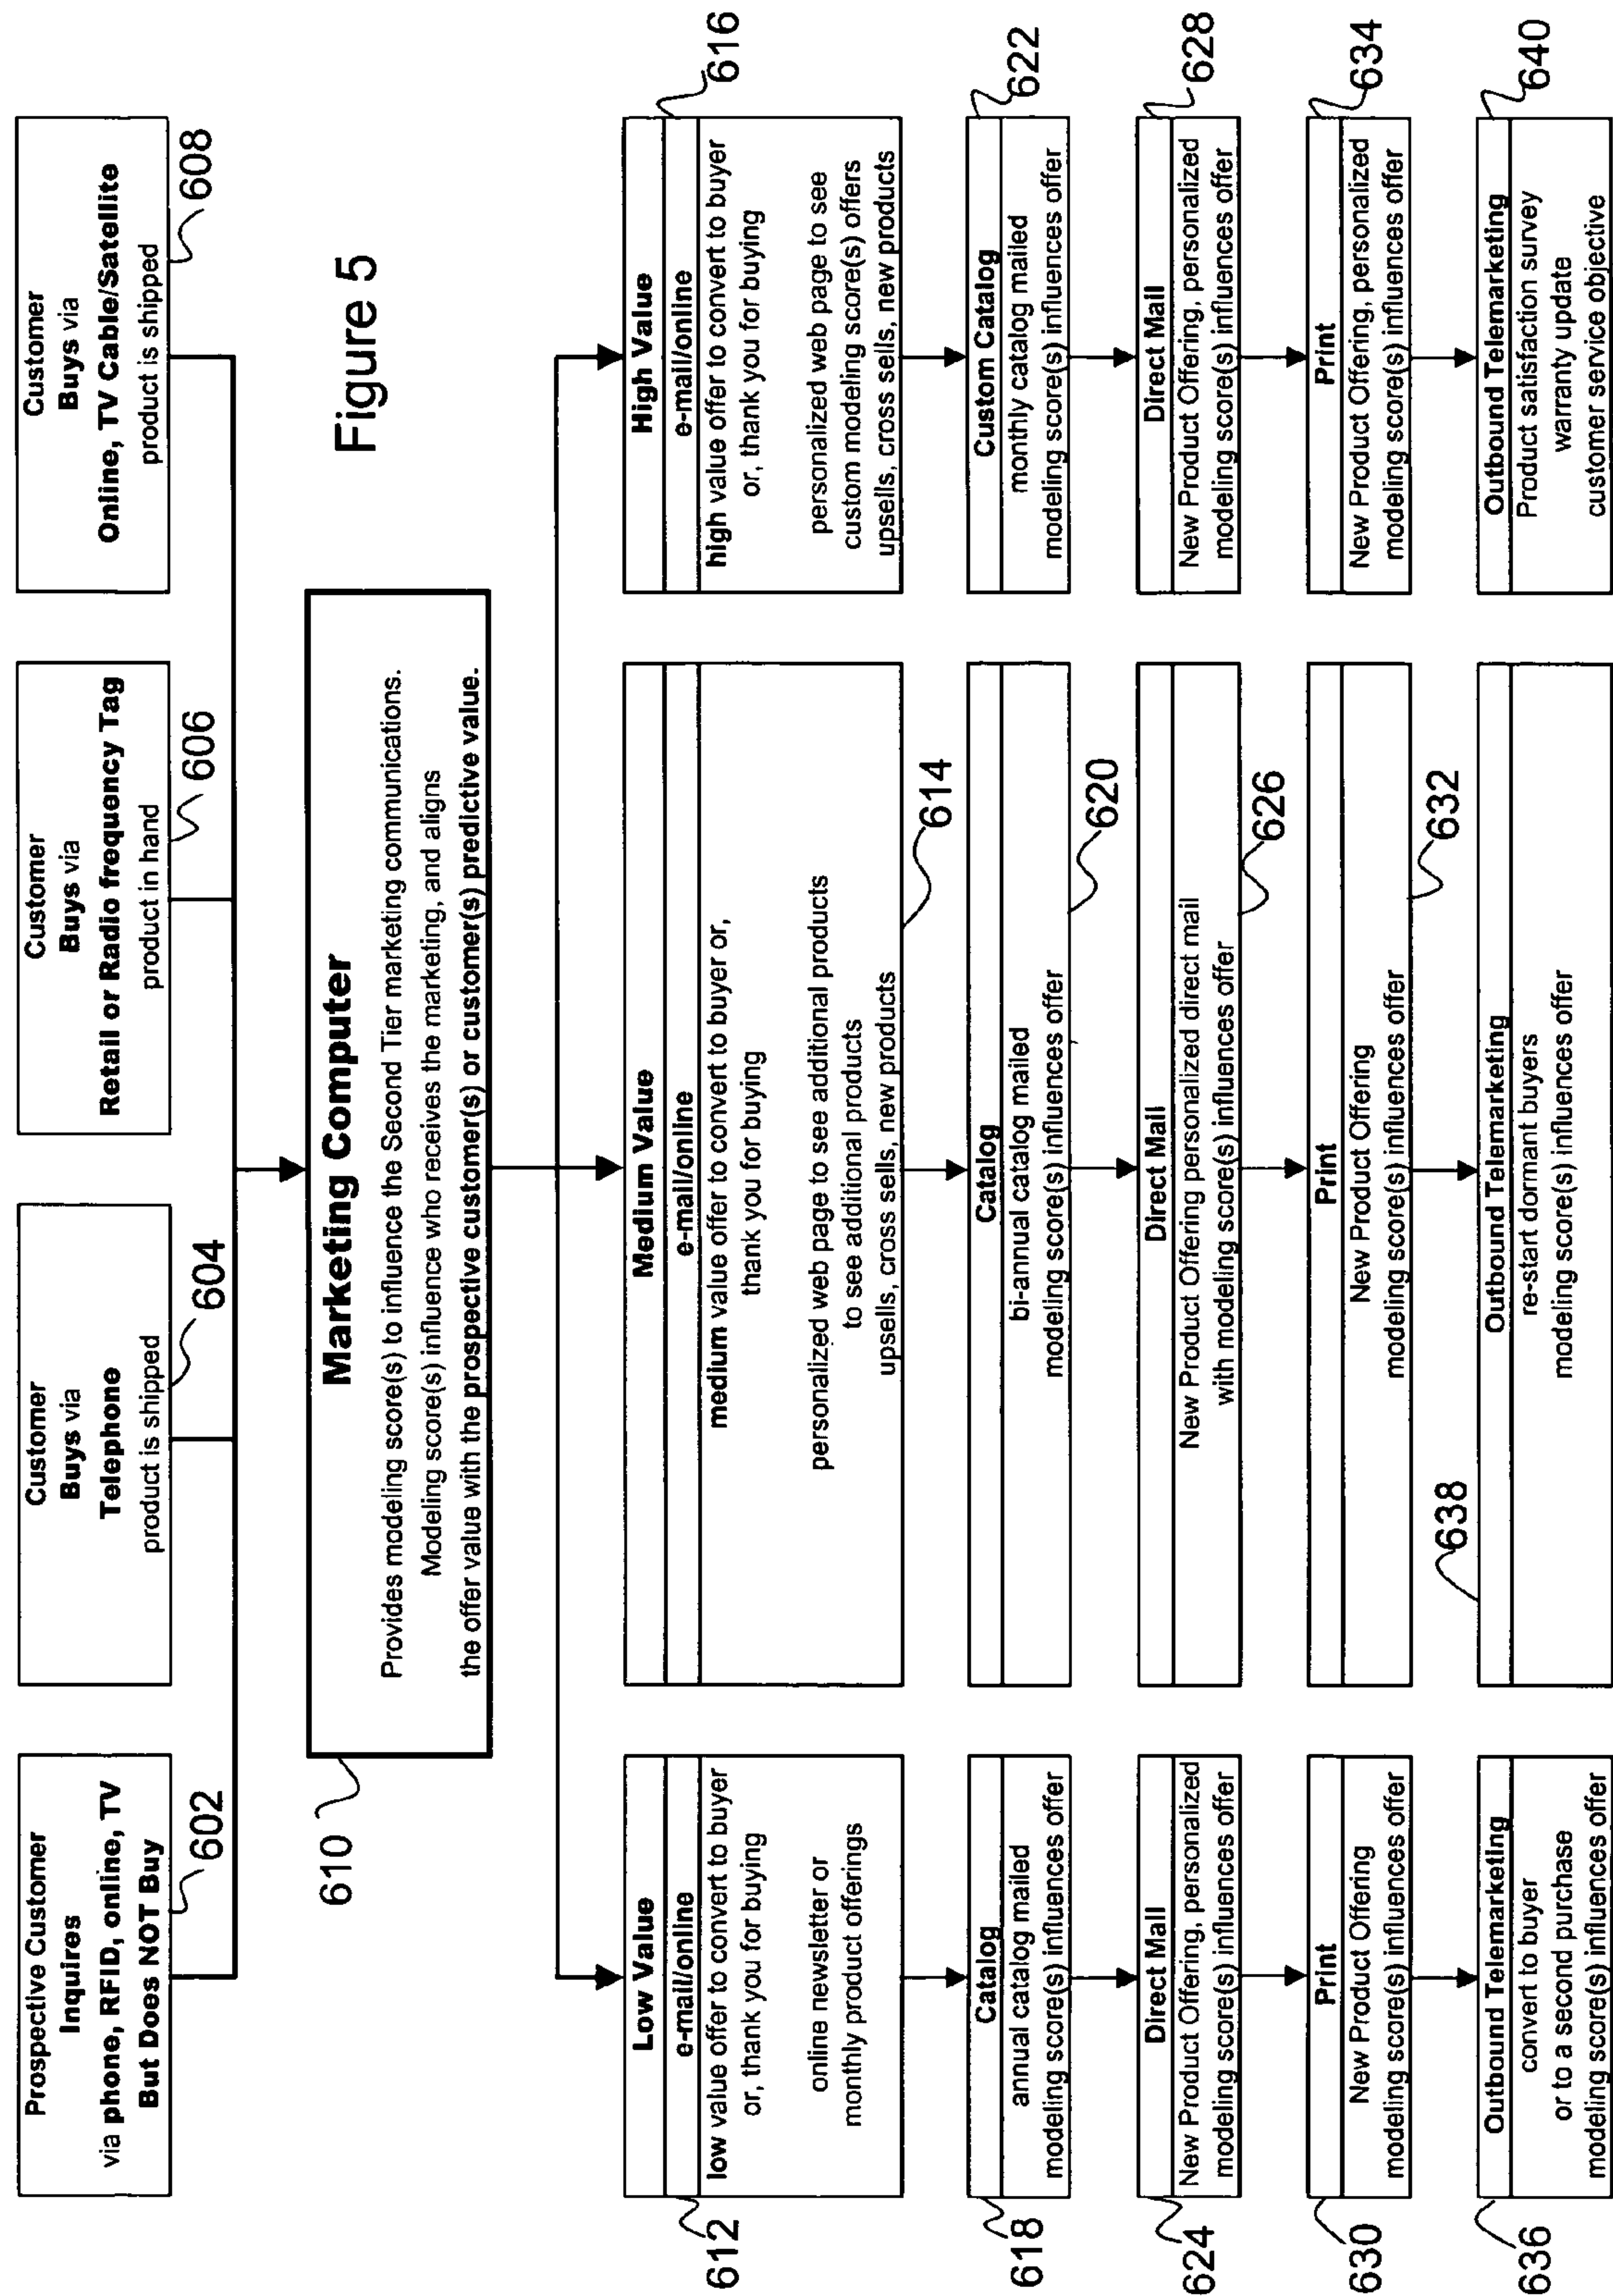 Prospective Customer
Inquires
via phone, RFID, online, TV
But Does NOT Buy
602
Customer
Buys via
Telephone
product is shipped
604
Customer
Buys via
Retail or Radio frequency Tag
product in hand
606
Customer
Buys via
Online, TV Cable/Satellite
product is shipped
608
610
Marketing Computer
Provides modeling score(s) to influence the Second Tier marketing communications.
Modeling score(s) influence who receives the marketing, and aligns
the offer value with the prospective customer(s) or customer(s) predictive value.
Figure 5
612
Low Value
e-mail/online
low value offer to convert to buyer
or, thank you for buying
online newsletter or
monthly product offerings
Medium Value
e-mail/online
medium value offer to convert to buyer or,
thank you for buying
personalized web page to see additional products
to see additional products
upsells, cross sells, new products
614
High Value
e-mail/online
high value offer to convert to buyer
or, thank you for buying
personalized web page to see
custom modeling score(s) offers
upsells, cross sells, new products
616
618
Catalog
annual catalog mailed
modeling score(s) influences offer
Catalog
bi-annual catalog mailed
modeling score(s) influences offer
620
Custom Catalog
monthly catalog mailed
modeling score(s) influences offer
622
624
Direct Mail
New Product Offering, personalized
modeling score(s) influences offer
Direct Mail
New Product Offering personalized direct mail
with modeling score(s) influences offer
626
Direct Mail
New Product Offering, personalized
modeling score(s) influences offer
628
630
Print
New Product Offering
modeling score(s) influences offer
Print
New Product Offering
modeling score(s) influences offer
632
Print
New Product Offering, personalized
modeling score(s) influences offer
634
636
Outbound Telemarketing
convert to buyer
or to a second purchase
modeling score(s) influences offer
638
Outbound Telemarketing
re-start dormant buyers
modeling score(s) influences offer
Outbound Telemarketing
Product satisfaction survey
warranty update
customer service objective
640